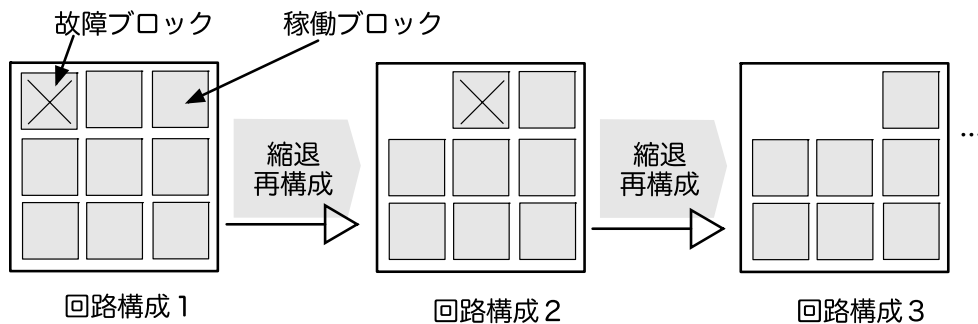 故障ブロック
稼働ブロック
縮退
再構成
縮退
再構成
…
回路構成1
回路構成2
回路構成3